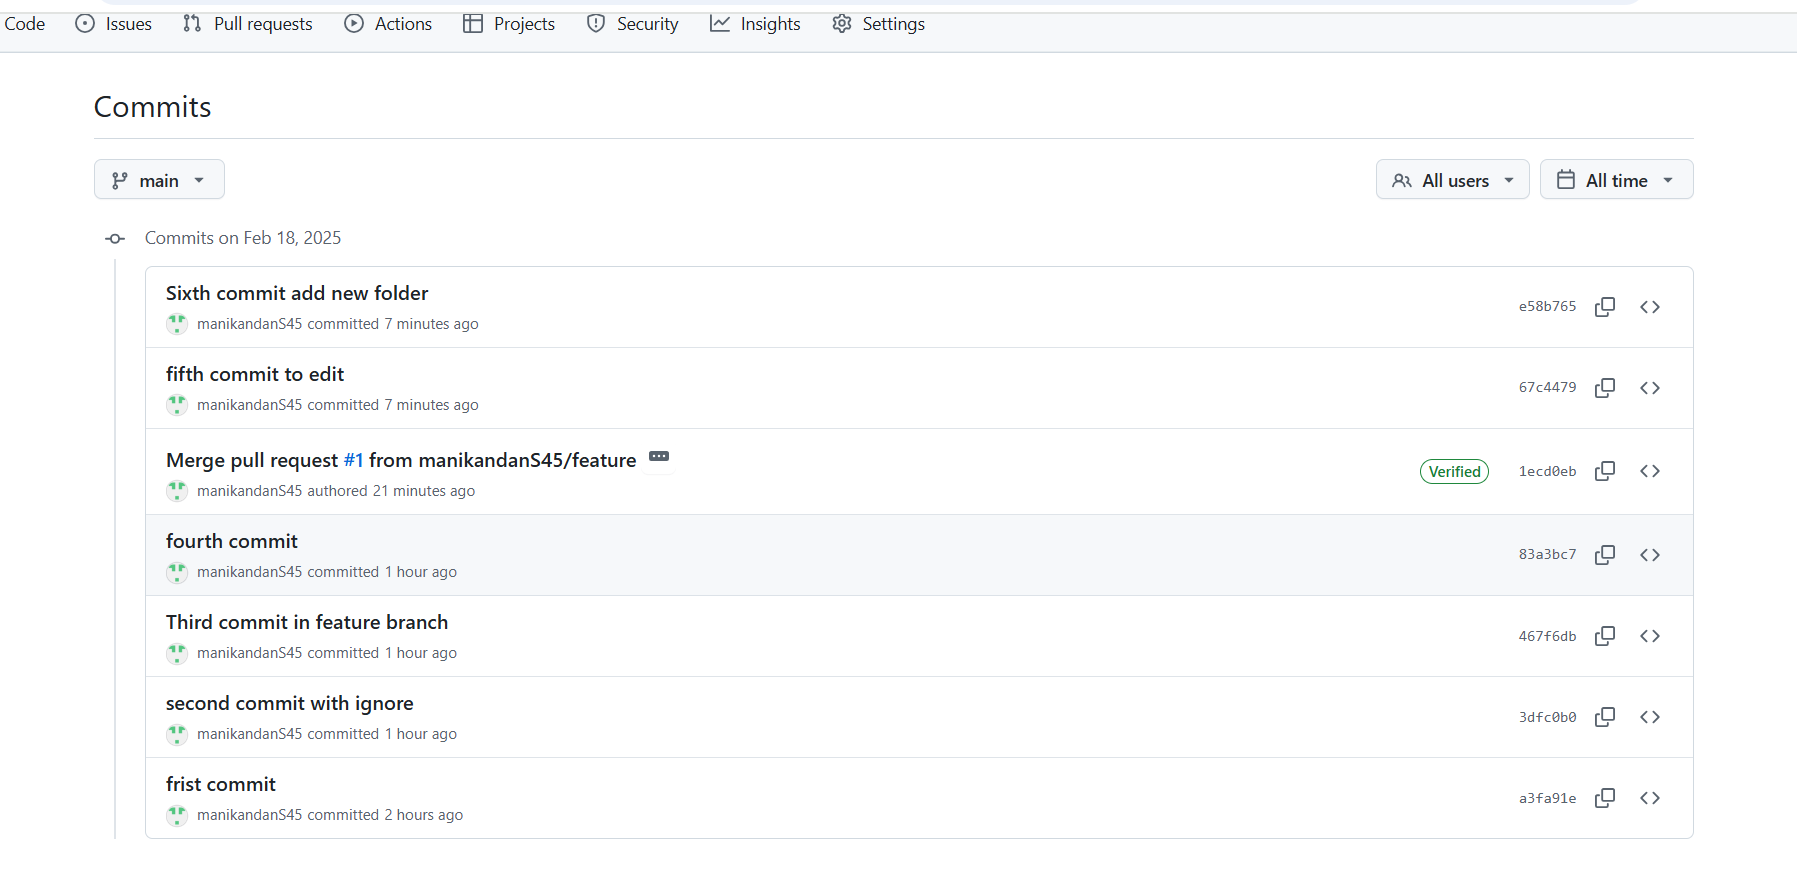 Code Issues Pull requests Actions Projects Security Insights Settings
Commits
main All users All time
Commits on Feb 18, 2025
Sixth commit add new folder
manikandanS45 committed 7 minutes ago
e58b765
fifth commit to edit
manikandanS45 committed 7 minutes ago
67c4479
Merge pull request #1 from manikandanS45/feature
manikandanS45 authored 21 minutes ago
Verified 1ecd0eb
fourth commit
manikandanS45 committed 1 hour ago
83a3bc7
Third commit in feature branch
manikandanS45 committed 1 hour ago
467f6db
second commit with ignore
manikandanS45 committed 1 hour ago
3dfc0b0
frist commit
manikandanS45 committed 2 hours ago
a3fa91e